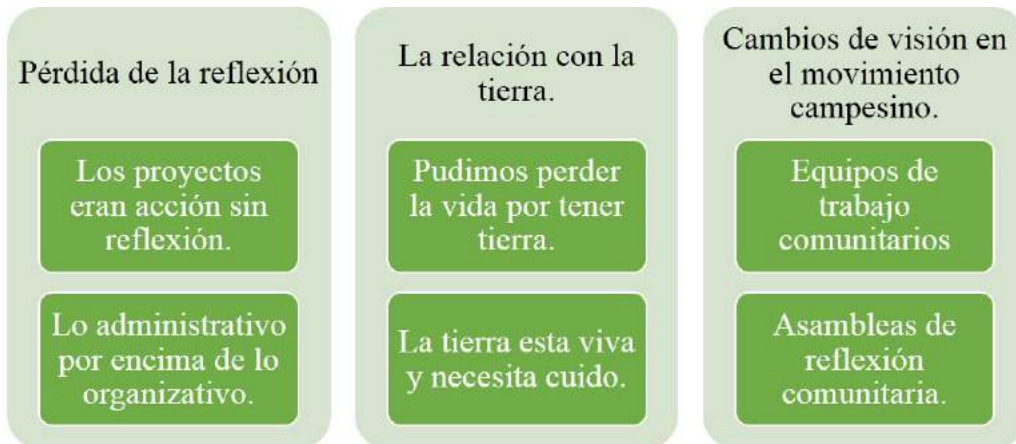 Pérdida de la reflexión
Los proyectos
eran acción sin
reflexión.
Lo administrativo
por encima de lo
organizativo.
La relación con la
tierra.
Pudimos perder
la vida por tener
tierra.
La tierra esta viva
y necesita cuido.
Cambios de visión en
el movimiento
campesino.
Equipos de
trabajo
comunitarios
Asambleas de
reflexión
comunitaria.